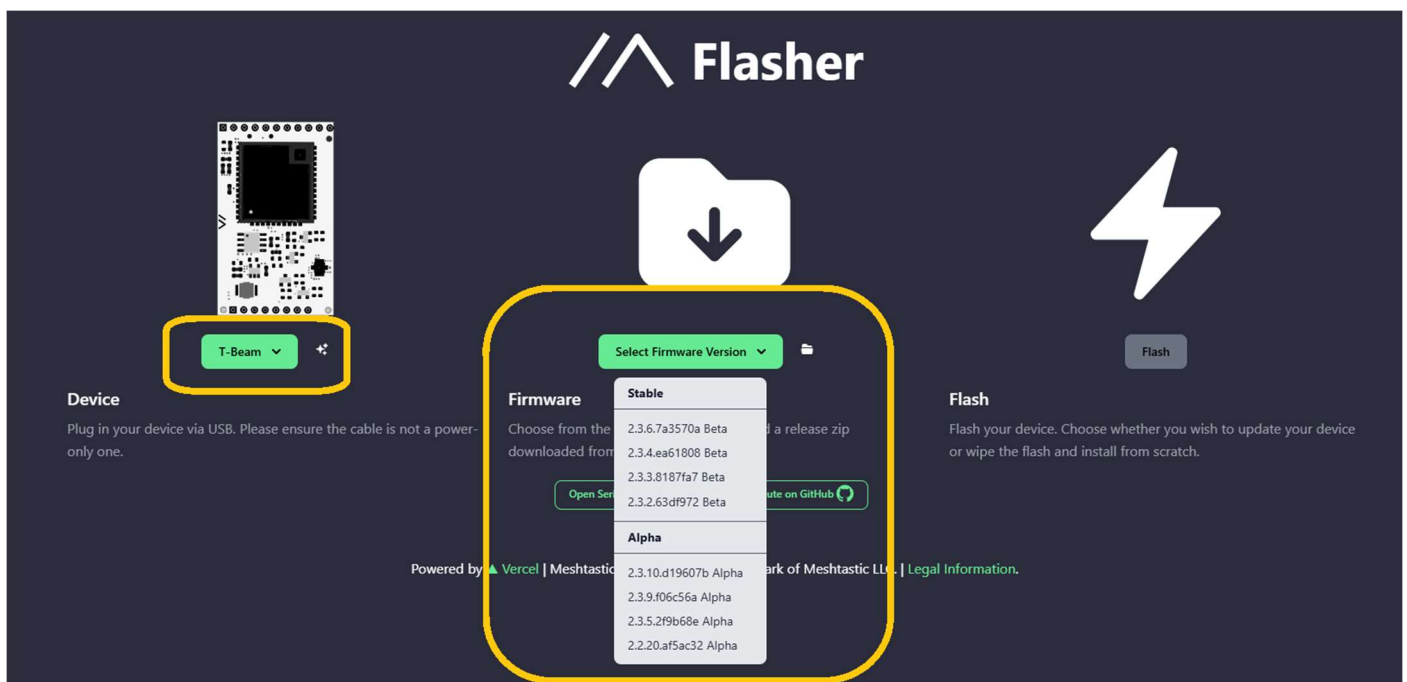 Flasher
T-Beam
Device
Plug in your device via USB. Please ensure the cable is not a power-
only one.
Select Firmware Version
Firmware
Choose from the
d a release zip
downloaded from
Open Ser
ute on GitHub
Stable
2.3.6.7a3570a Beta
2.3.4.ea61808 Beta
2.3.3.8187fa7 Beta
2.3.2.63df972 Beta
Alpha
2.3.10.d19607b Alpha
2.3.9.f06c56a Alpha
2.3.5.2f9b68e Alpha
2.2.20.af5ac32 Alpha
Flash
Flash
Flash your device. Choose whether you wish to update your device
or wipe the flash and install from scratch.
Powered by ▲ Vercel | Meshtastic
ark of Meshtastic LLC. | Legal Information.